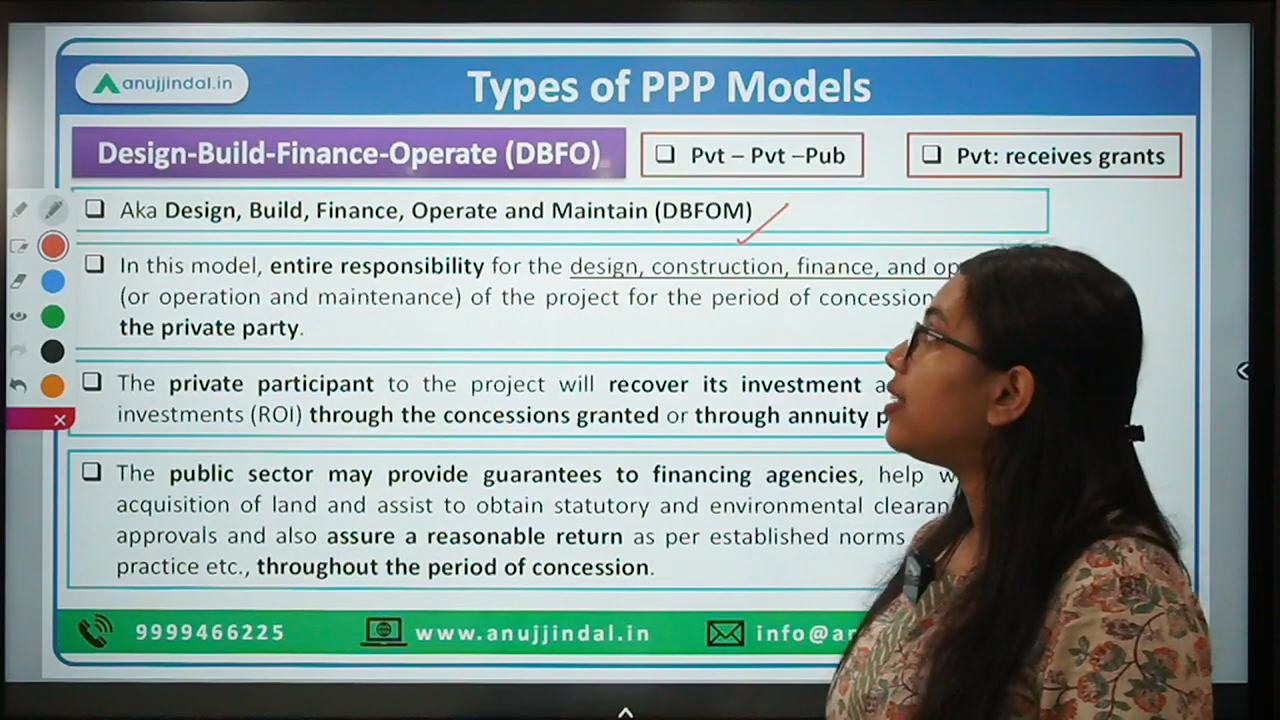 anujjindal.in
Types of PPP Models
Design-Build-Finance-Operate (DBFO)
Pvt – Pvt –Pub
Pvt: receives grants
Aka Design, Build, Finance, Operate and Maintain (DBFOM)
In this model, entire responsibility for the design, construction, finance, and
(or operation and maintenance) of the project for the period of concession
the private party.
The private participant to the project will recover its investment
investments (ROI) through the concessions granted or through annuity
The public sector may provide guarantees to financing agencies, help
acquisition of land and assist to obtain statutory and environmental
approvals and also assure a reasonable return as per established norms
practice etc., throughout the period of concession.
9999466225
www.anujjindal.in